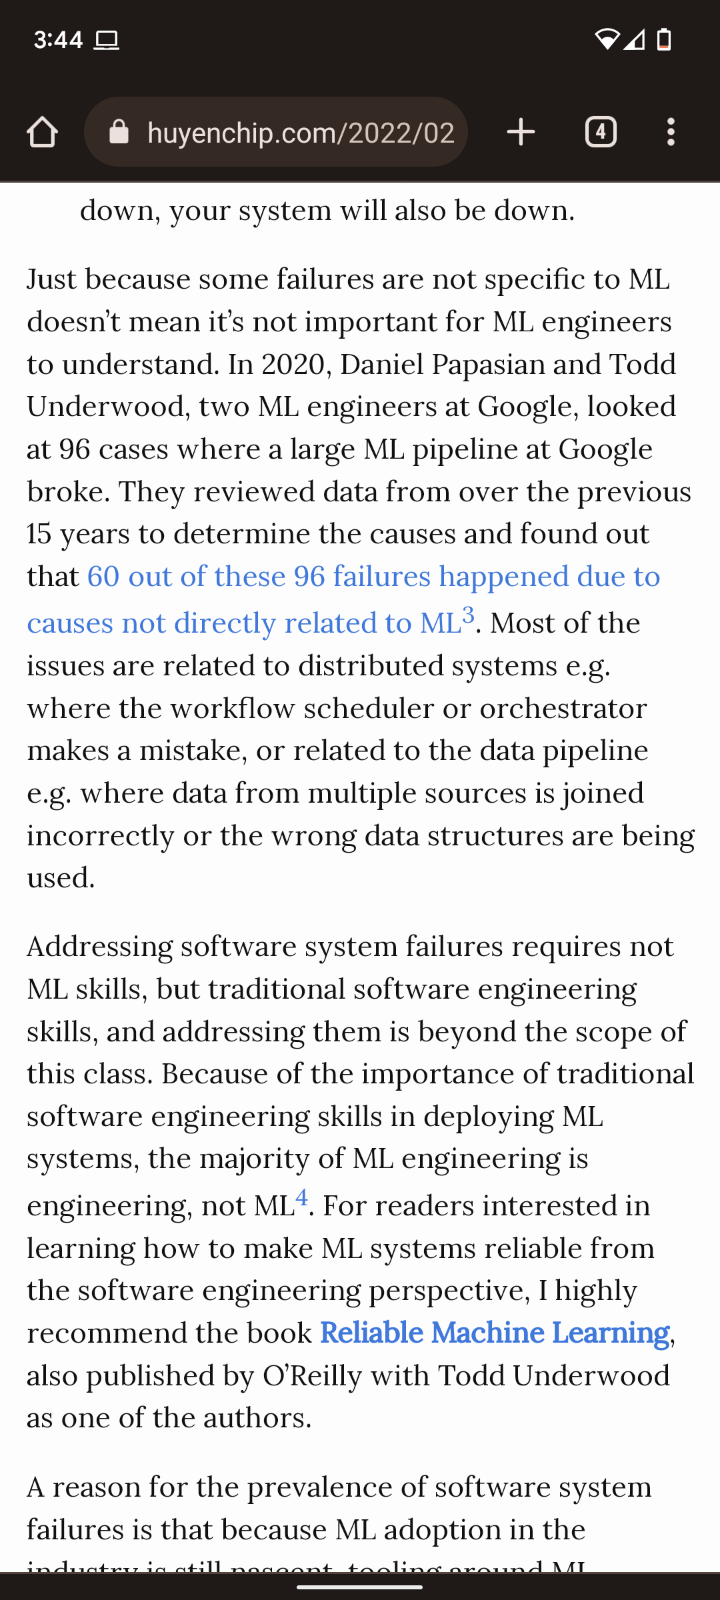 3:44
huyenchip.com/2022/02
4
down, your system will also be down.
Just because some failures are not specific to ML
doesn’t mean it’s not important for ML engineers
to understand. In 2020, Daniel Papasian and Todd
Underwood, two ML engineers at Google, looked
at 96 cases where a large ML pipeline at Google
broke. They reviewed data from over the previous
15 years to determine the causes and found out
that 60 out of these 96 failures happened due to
causes not directly related to ML3. Most of the
issues are related to distributed systems e.g.
where the workflow scheduler or orchestrator
makes a mistake, or related to the data pipeline
e.g. where data from multiple sources is joined
incorrectly or the wrong data structures are being
used.
Addressing software system failures requires not
ML skills, but traditional software engineering
skills, and addressing them is beyond the scope of
this class. Because of the importance of traditional
software engineering skills in deploying ML
systems, the majority of ML engineering is
engineering, not ML4. For readers interested in
learning how to make ML systems reliable from
the software engineering perspective, I highly
recommend the book Reliable Machine Learning,
also published by O’Reilly with Todd Underwood
as one of the authors.
A reason for the prevalence of software system
failures is that because ML adoption in the
industry is still nascent, tooling around ML